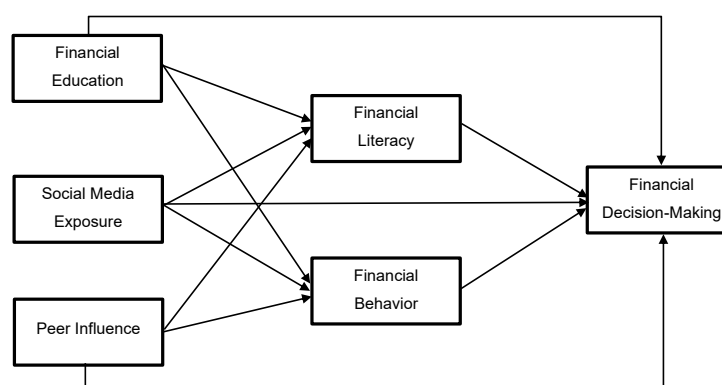 Financial
Education
Financial
Literacy
Social Media
Exposure
Financial
Decision-Making
Financial
Behavior
Peer Influence